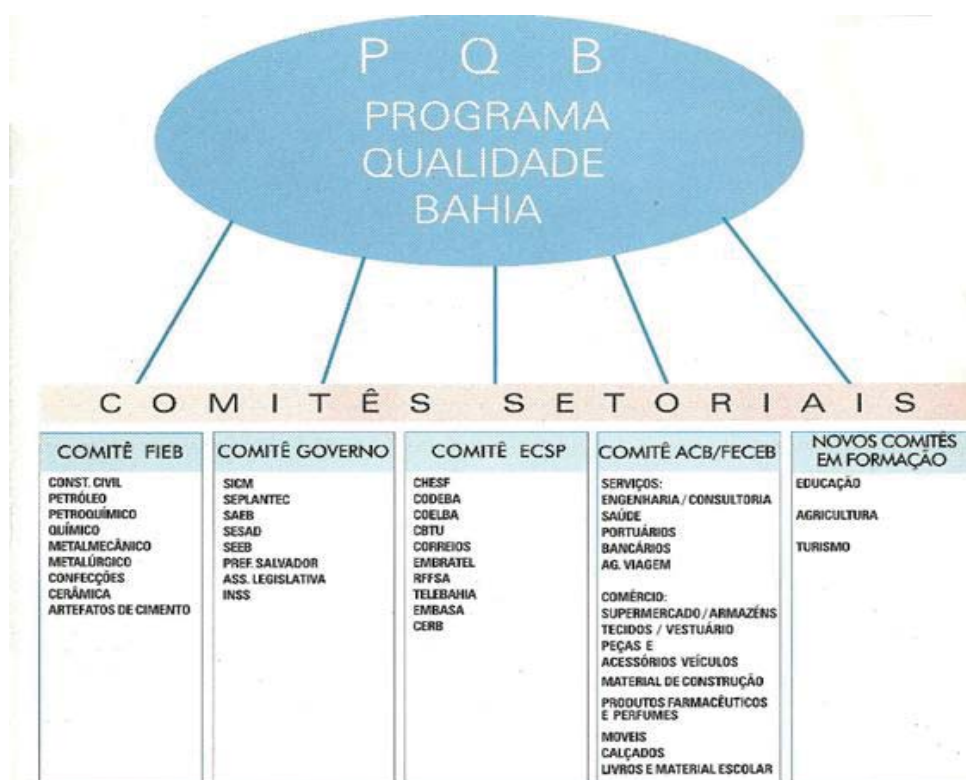 P Q B
PROGRAMA
QUALIDADE
BAHIA
COMITÊS SETORIAIS
COMITÊ FIEB
CONST. CIVIL
PETRÓLEO
PETROQUÍMICO
QUÍMICO
METALMECÂNICO
METALÚRGICO
CONFECÇÕES
CERÂMICA
ARTEFATOS DE CIMENTO
COMITÊ GOVERNO
SICM
SEPLANTEC
SAEB
SESAD
SEEB
PREF. SALVADOR
ASS. LEGISLATIVA
INSS
COMITÊ ECSP
CHESF
CODEBA
COELBA
CBTU
CORREIOS
EMBRATEL
RFFSA
TELEBAHIA
EMBASA
CERB
COMITÊ ACB/FECEB
SERVIÇOS:
ENGENHARIA / CONSULTORIA
SAÚDE
PORTUÁRIOS
BANCÁRIOS
AG. VIAGEM
COMÉRCIO:
SUPERMERCADO / ARMAZÉNS
TECIDOS / VESTUÁRIO
PEÇAS E
ACESSÓRIOS VEÍCULOS
MATERIAL DE CONSTRUÇÃO
PRODUTOS FARMACÊUTICOS
E PERFUMES
MOVEIS
CALÇADOS
LIVROS E MATERIAL ESCOLAR
NOVOS COMITÊS
EM FORMAÇÃO
EDUCAÇÃO
AGRICULTURA
TURISMO